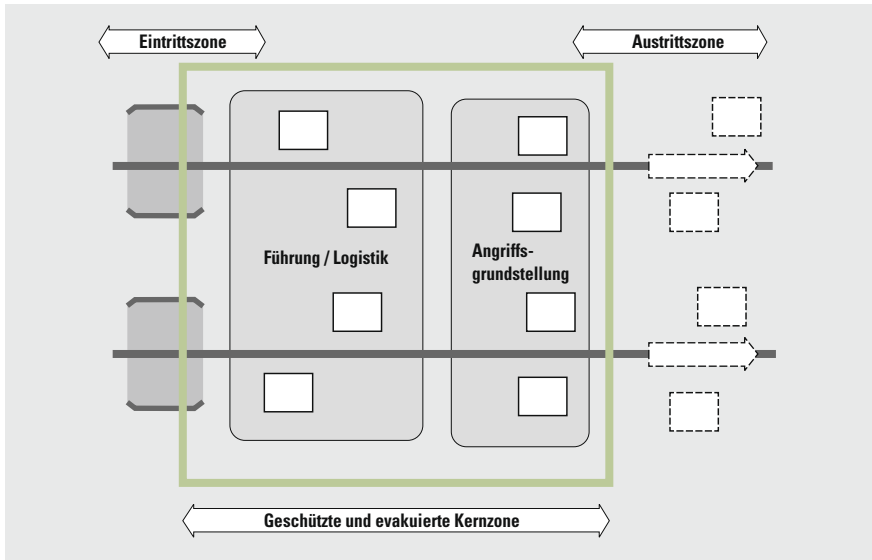 Eintrittszone
Austrittszone
Führung / Logistik
Angriffs-
grundstellung
Geschützte und evakuierte Kernzone